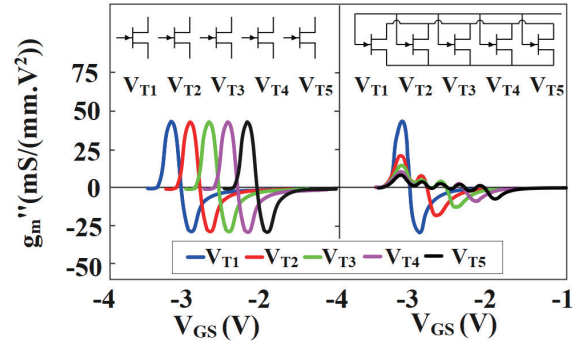 V_T1 V_T2 V_T3 V_T4 V_T5
V_T1 V_T2 V_T3 V_T4 V_T5
g_m''(mS/(mm.V²)
75
50
25
0
-25
-50
V_T1 V_T2 V_T3 V_T4 V_T5
-4 -3 -2 -4 -3 -2 -1
V_GS (V) V_GS (V)